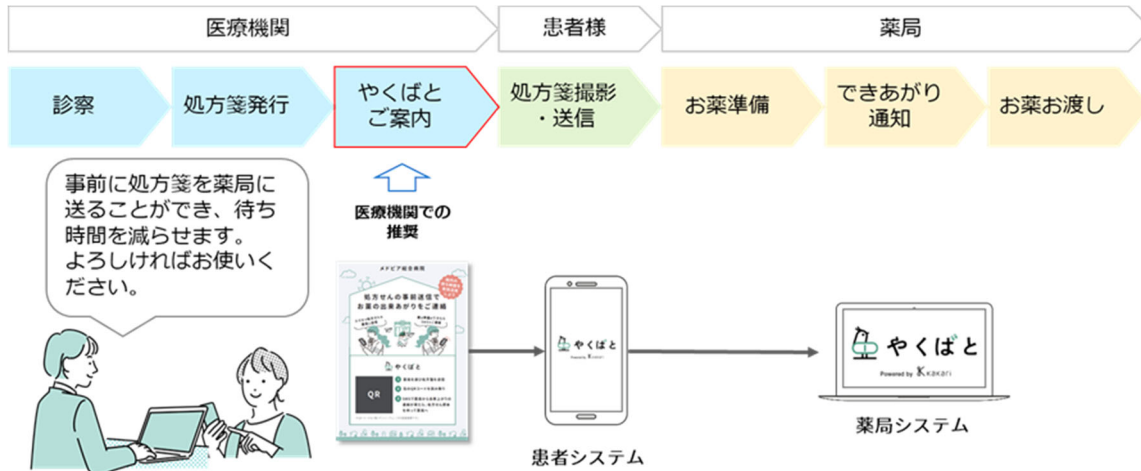 医療機関
患者様
薬局
診察
処方箋発行
やくばと
ご案内
処方箋撮影
・送信
お薬準備
できあがり
通知
お薬お渡し
事前に処方箋を薬局に
送ることができ、待ち
時間を減らせます。
よろしければお使いく
ださい。
医療機関での
推奨
メドピア総合病院
処方せんの事前送信で
お薬の出来あがりをご連絡
やくばと
QR
1
2
3
やくばと
Powered by kakari
患者システム
やくばと
Powered by kakari
薬局システム